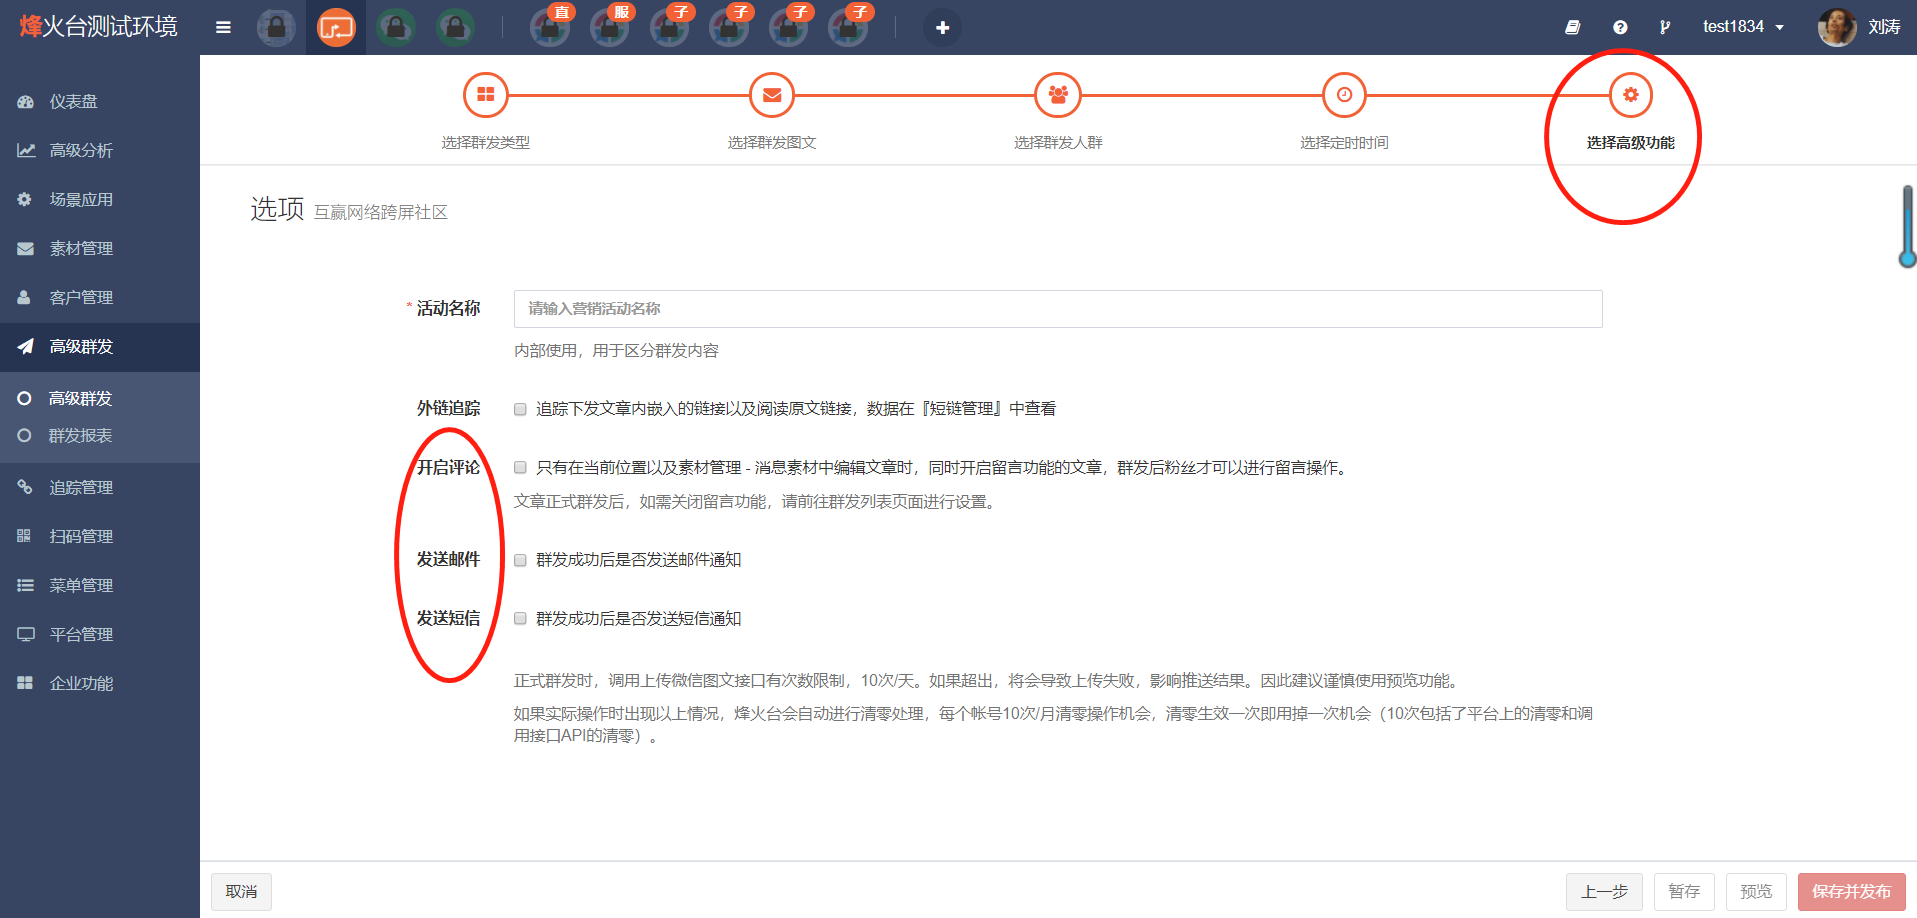 烽火台测试环境
直 服 子 子 子 子
test1834 刘涛
仪表盘
高级分析
场景应用
素材管理
客户管理
高级群发
高级群发
群发报表
追踪管理
扫码管理
菜单管理
平台管理
企业功能
选择群发类型 选择群发图文 选择群发人群 选择定时时间 选择高级功能
选项 互赢网络跨屏社区
* 活动名称 请输入营销活动名称
内部使用，用于区分群发内容
外链追踪 追踪下发文章内嵌入的链接以及阅读原文链接，数据在『短链管理』中查看
开启评论 只有在当前位置以及素材管理 - 消息素材中编辑文章时，同时开启留言功能的文章，群发后粉丝才可以进行留言操作。
文章正式群发后，如需关闭留言功能，请前往群发列表页面进行设置。
发送邮件 群发成功后是否发送邮件通知
发送短信 群发成功后是否发送短信通知
正式群发时，调用上传微信图文接口有次数限制，10次/天。如果超出，将会导致上传失败，影响推送结果。因此建议谨慎使用预览功能。
如果实际操作时出现以上情况，烽火台会自动进行清零处理，每个帐号10次/月清零操作机会，清零生效一次即用掉一次机会（10次包括了平台上的清零和调
用接口API的清零）。
取消 上一步 暂存 预览 保存并发布